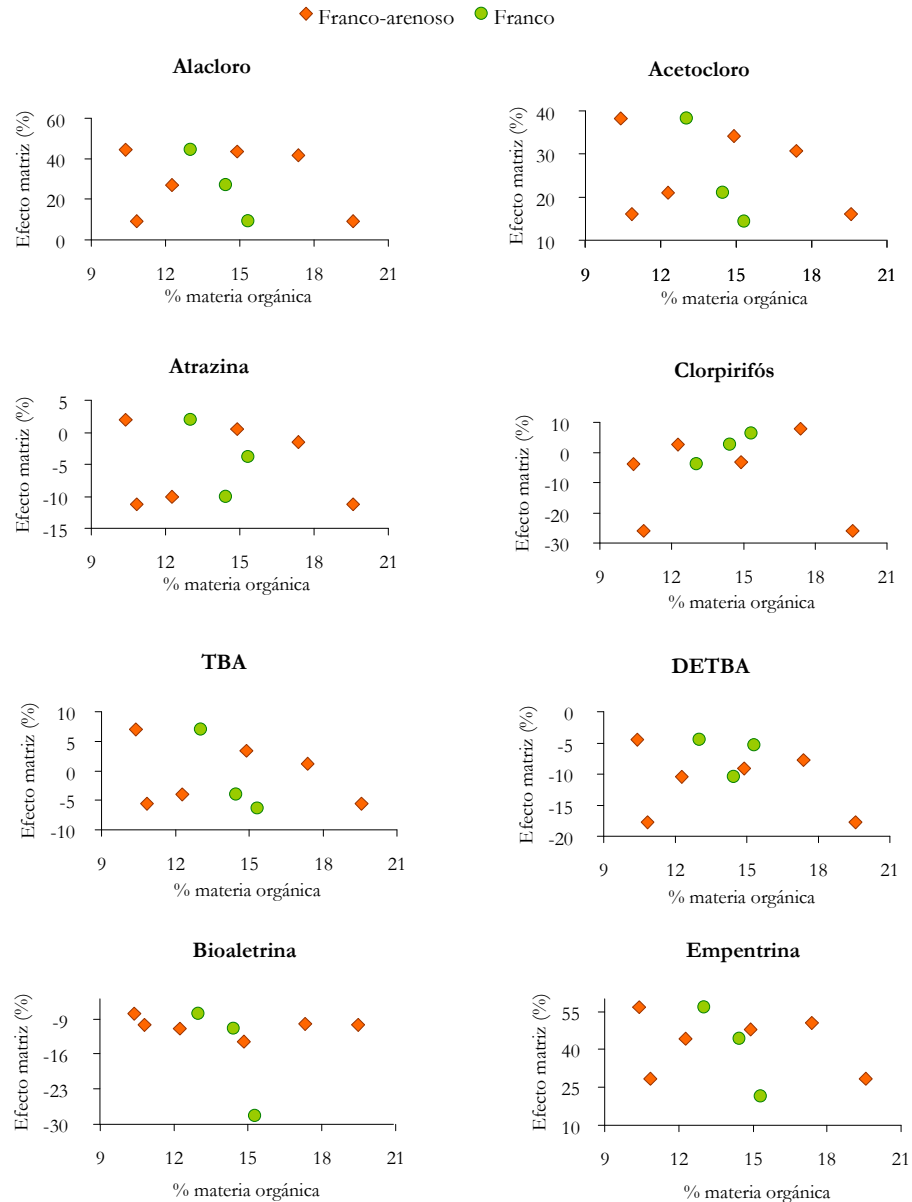 Franco-arenoso Franco
Alacloro
Efecto matriz (%)
60
40
20
0
9 12 15 18 21
% materia orgánica
Acetocloro
Efecto matriz (%)
40
30
20
10
9 12 15 18 21
% materia orgánica
Atrazina
Efecto matriz (%)
5
0
-5
-10
-15
9 12 15 18 21
% materia orgánica
Clorpirifós
Efecto matriz (%)
10
0
-10
-20
-30
9 12 15 18 21
% materia orgánica
TBA
Efecto matriz (%)
10
5
0
-5
-10
9 12 15 18 21
% materia orgánica
DETBA
Efecto matriz (%)
0
-5
-10
-15
-20
9 12 15 18 21
% materia orgánica
Bioaletrina
Efecto matriz (%)
-9
-16
-23
-30
9 12 15 18 21
% materia orgánica
Empentrina
Efecto matriz (%)
55
40
25
10
9 12 15 18 21
% materia orgánica